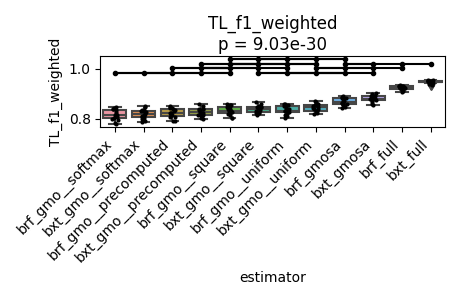 TL_f1_weighted
p = 9.03e-30
TL_f1_weighted
1.0
0.8
brf_gmo__softmax
bxt_gmo__softmax
brf_gmo__precomputed
bxt_gmo__precomputed
brf_gmo__square
bxt_gmo__square
brf_gmo__uniform
bxt_gmo__uniform
brf_gmosa
bxt_gmosa
brf_full
bxt_full
estimator